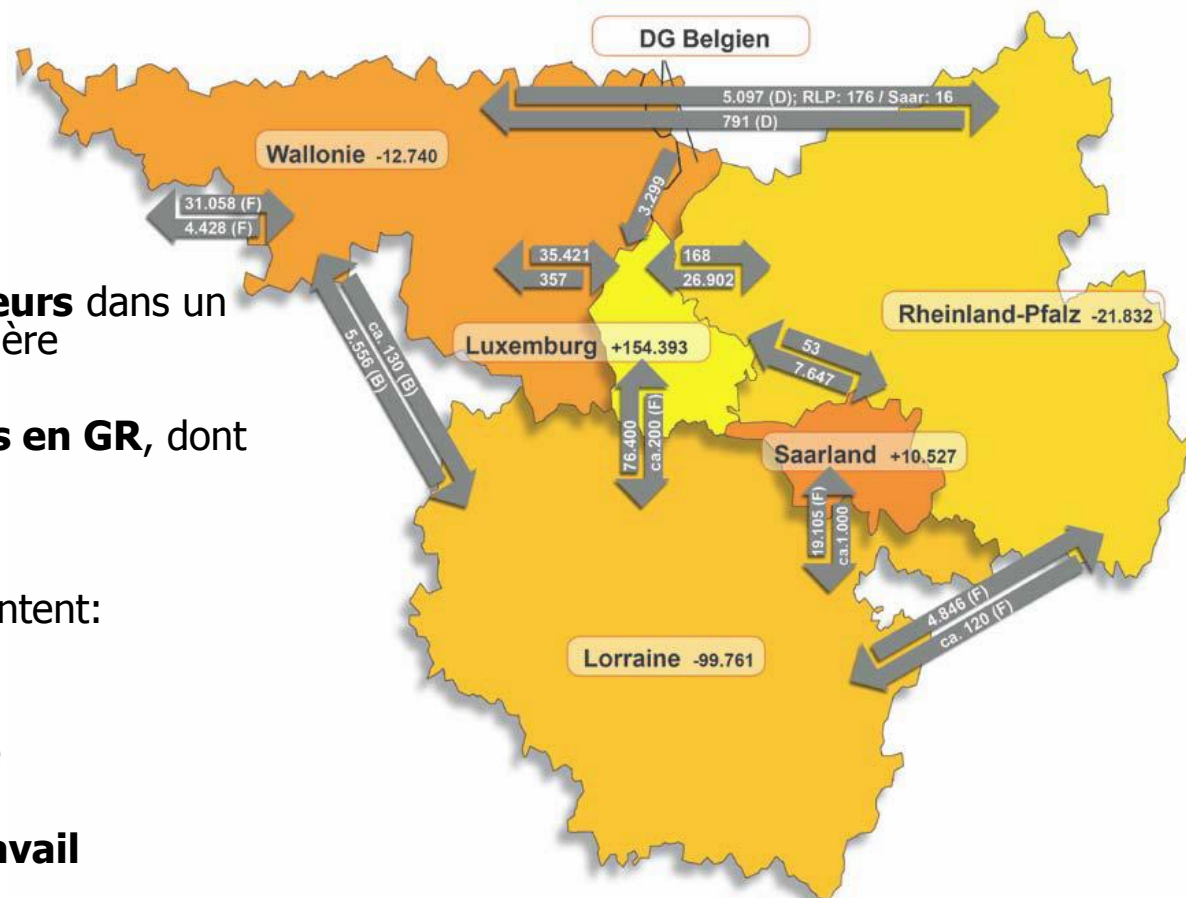 DG Belgien
5.097 (D); RLP: 176 / Saar: 16
791 (D)
Wallonie -12.740
3.299
31.058 (F)
4.428 (F)
35.421
357
168
26.902
eurs dans un
ère
Rheinland-Pfalz -21.832
Luxemburg +154.393
53
7.647
ca. 130 (B)
5.556 (B)
s en GR, dont
76.400
ca.200 (F)
Saarland +10.527
19.105 (F)
ca.1.000
ntent:
4.846 (F)
ca. 120 (F)
Lorraine -99.761
avail